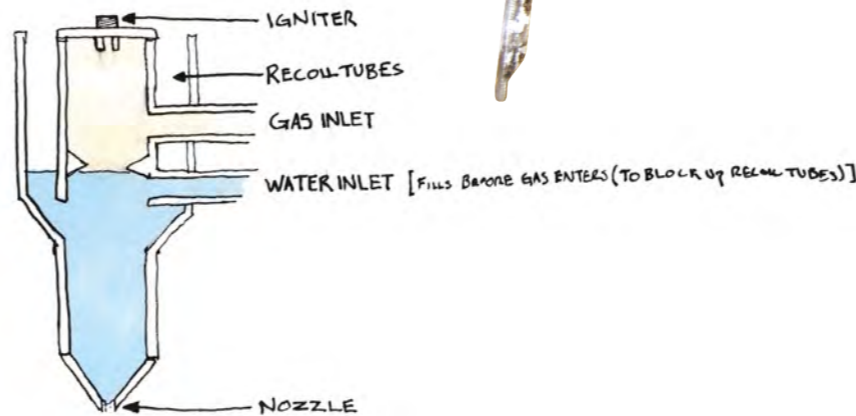 IGNITER
RECOIL TUBES
GAS INLET
WATER INLET [FILLS BEFORE GAS ENTERS (TO BLOCK UP RECOIL TUBES)]
NOZZLE